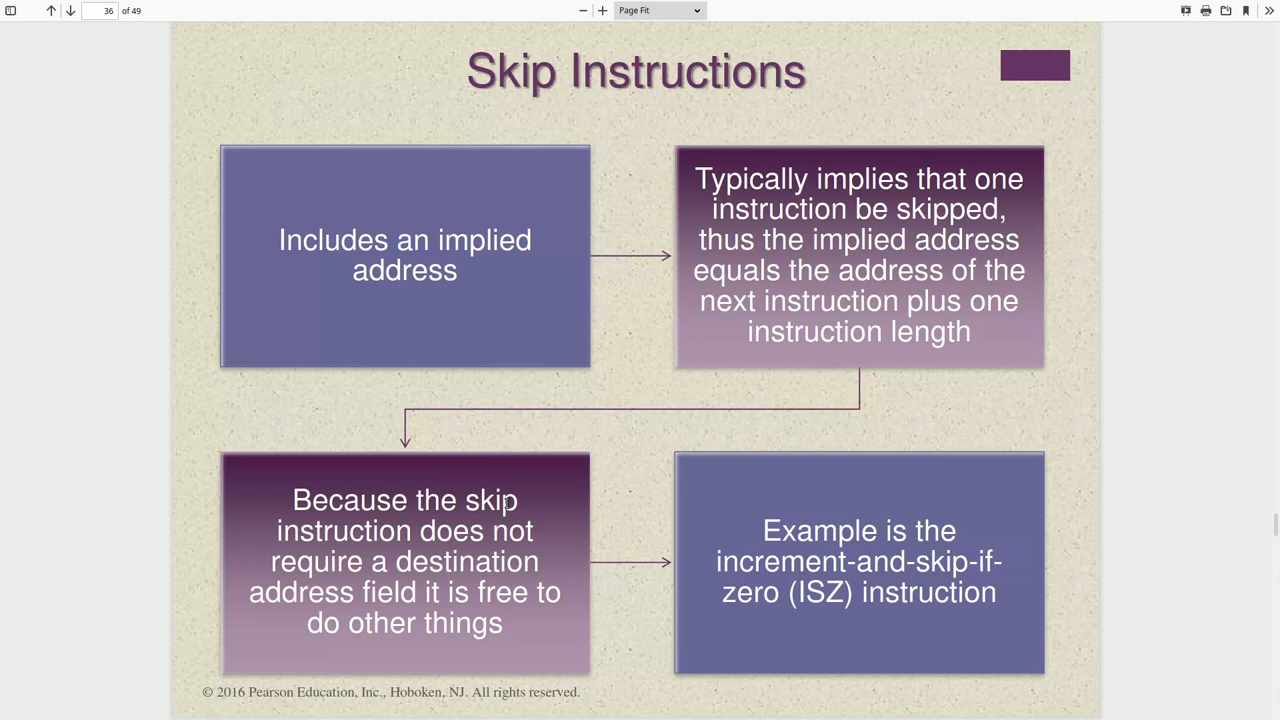 36 of 49
Page Fit
Skip Instructions
Includes an implied
address
Typically implies that one
instruction be skipped,
thus the implied address
equals the address of the
next instruction plus one
instruction length
Because the skip
instruction does not
require a destination
address field it is free to
do other things
Example is the
increment-and-skip-if-
zero (ISZ) instruction
© 2016 Pearson Education, Inc., Hoboken, NJ. All rights reserved.